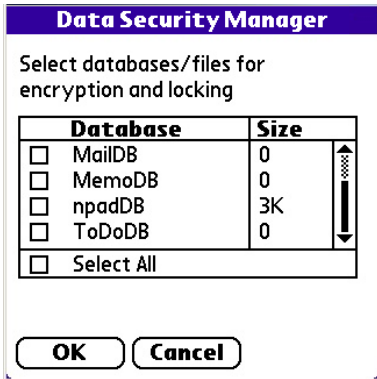 Data Security Manager
Select databases/files for
encryption and locking
Database Size
MailDB 0
MemoDB 0
npadDB 3K
ToDoDB 0
Select All
OK Cancel